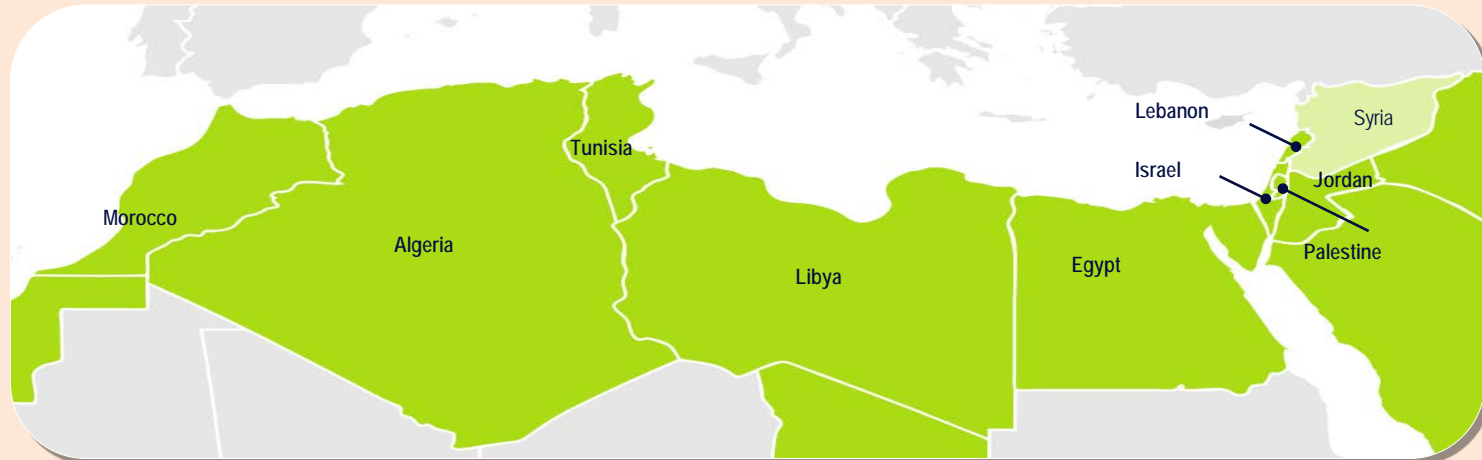 Lebanon
Syria
Tunisia
Israel
Jordan
Morocco
Algeria
Palestine
Egypt
Libya